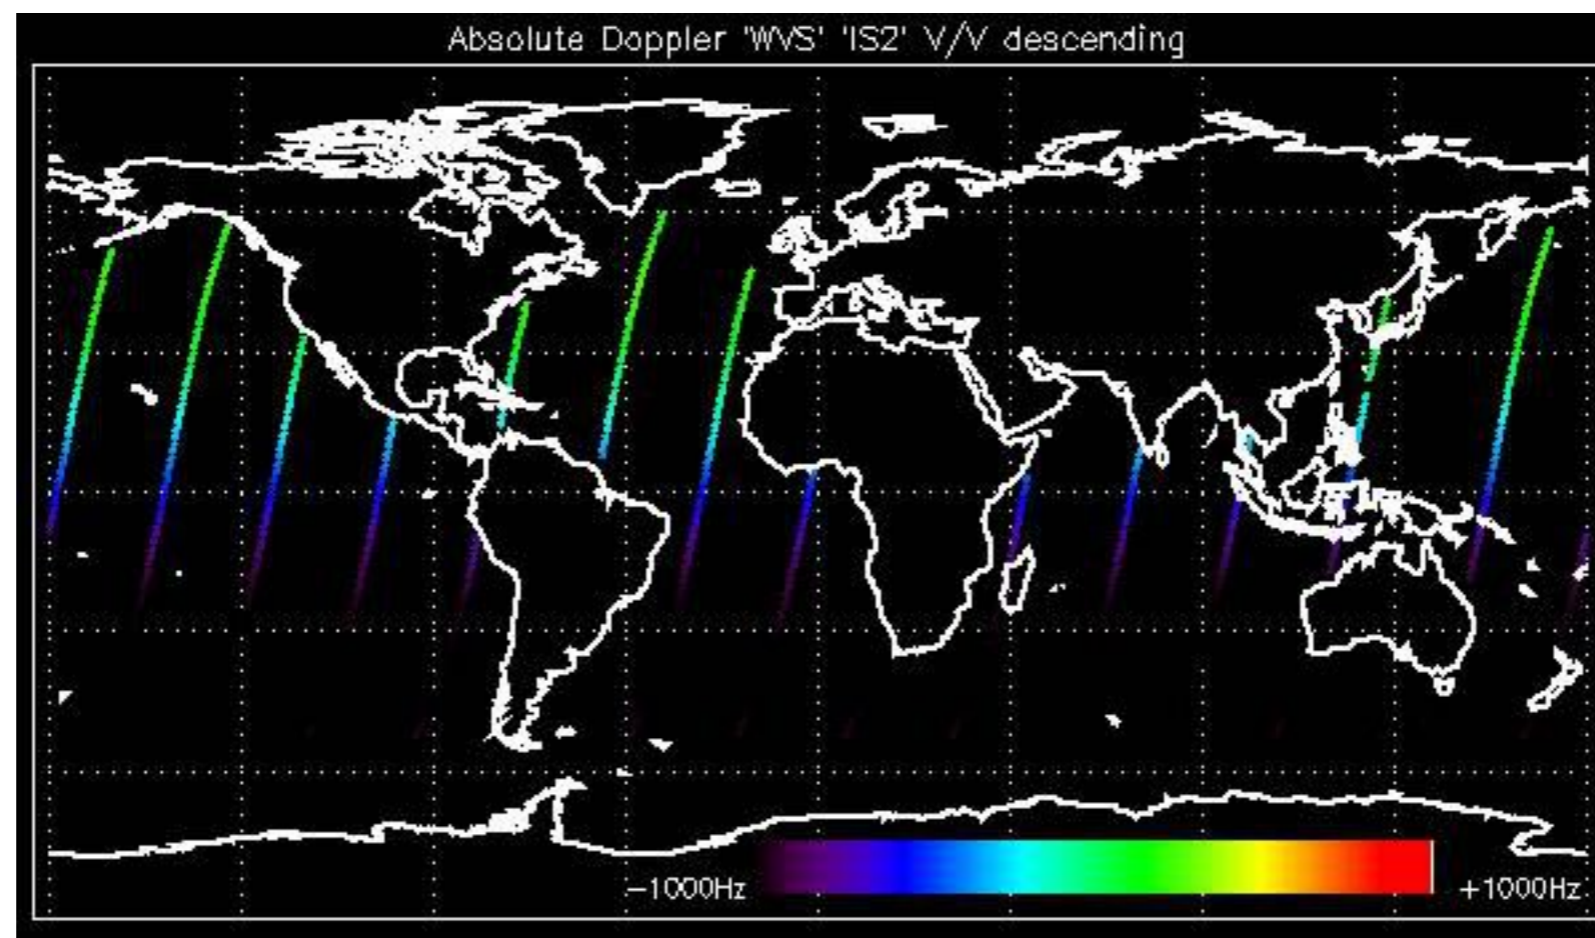 Absolute Doppler 'WVS' 'IS2' V/V descending
−1000Hz
+1000Hz